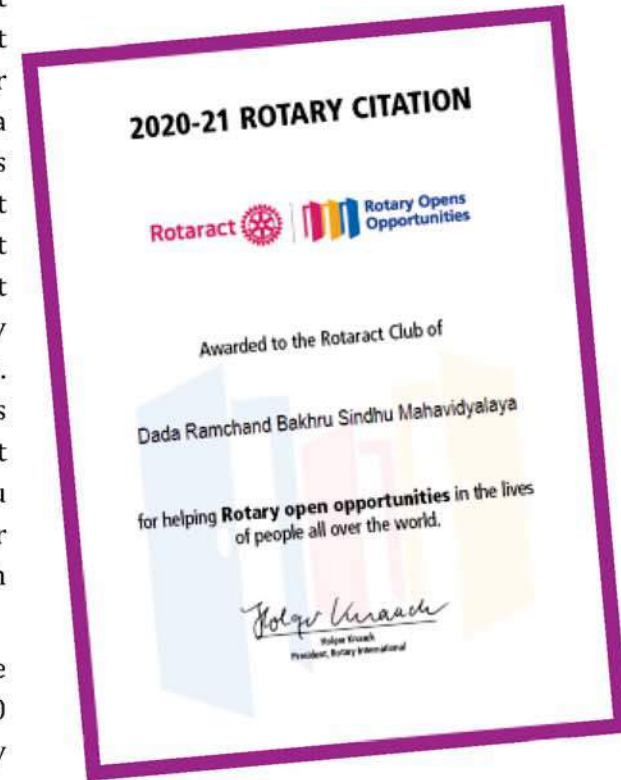 2020-21 ROTARY CITATION
Rotaract
Rotary Opens
Opportunities
Awarded to the Rotaract Club of
Dada Ramchand Bakhru Sindhu Mahavidyalaya
for helping Rotary open opportunities in the lives
of people all over the world.
Holger Knaack
Holger Knaack
President, Rotary International